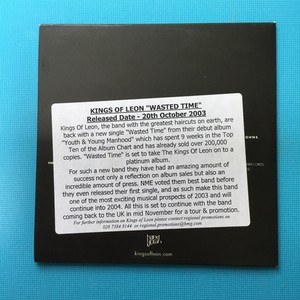 KINGS OF LEON "WASTED TIME"
Released Date - 20th October 2003
Kings Of Leon, the band with the greatest haircuts on earth, are
back with a new single "Wasted Time" from their debut album
"Youth & Young Manhood" which has spent 9 weeks in the Top
Ten of the Album Chart and has already sold over 200,000
copies. "Wasted Time" is set to take The Kings Of Leon on to a
platinum album.
For such a new band they have had an amazing amount of
success not only a reflection on album sales but also an
incredible amount of press. NME voted them best band before
they even released their first single, and as such make this band
one of the most exciting musical prospects of 2003 and will
continue into 2004. All this is set to continue with the band
coming back to the UK in mid November for a tour & promotion.
For further information on Kings of Leon please contact regional promotions on
020 7384 8144 or regional.promotions@bmg.com
kingsofleon.com